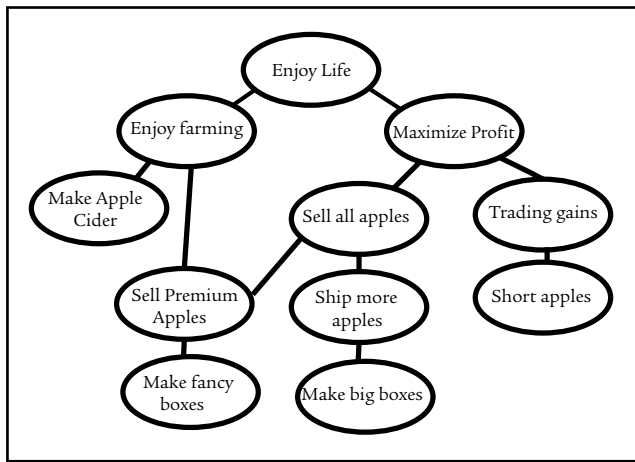 Enjoy Life
Enjoy farming
Maximize Profit
Make Apple
Cider
Sell all apples
Trading gains
Sell Premium
Apples
Ship more
apples
Short apples
Make fancy
boxes
Make big boxes